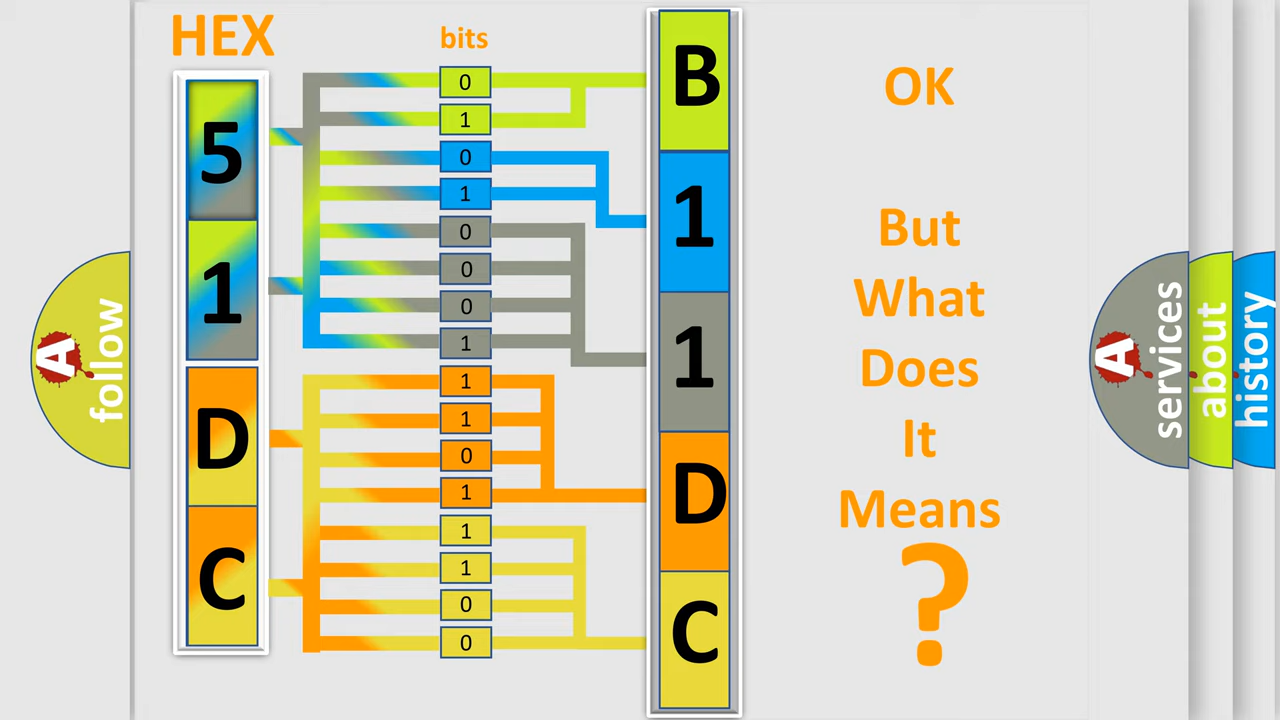 HEX
bits
5
1
D
C
0
1
0
1
0
0
0
1
1
1
0
1
1
1
0
0
B
1
1
D
C
OK
But
What
Does
It
Means
?
A
follow
A
services
about
history